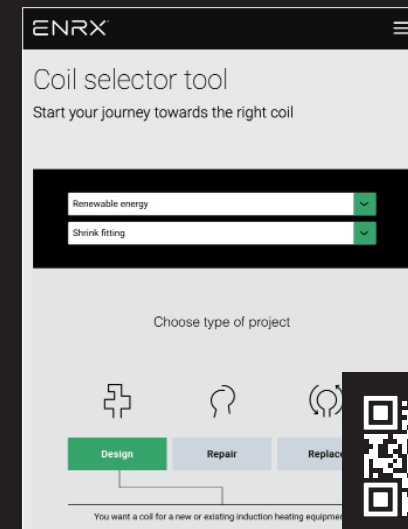 ENRX
Coil selector tool
Start your journey towards the right coil
Renewable energy
Shrink fitting
Choose type of project
Design
Repair
Replace
You want a coil for a new or existing induction heating